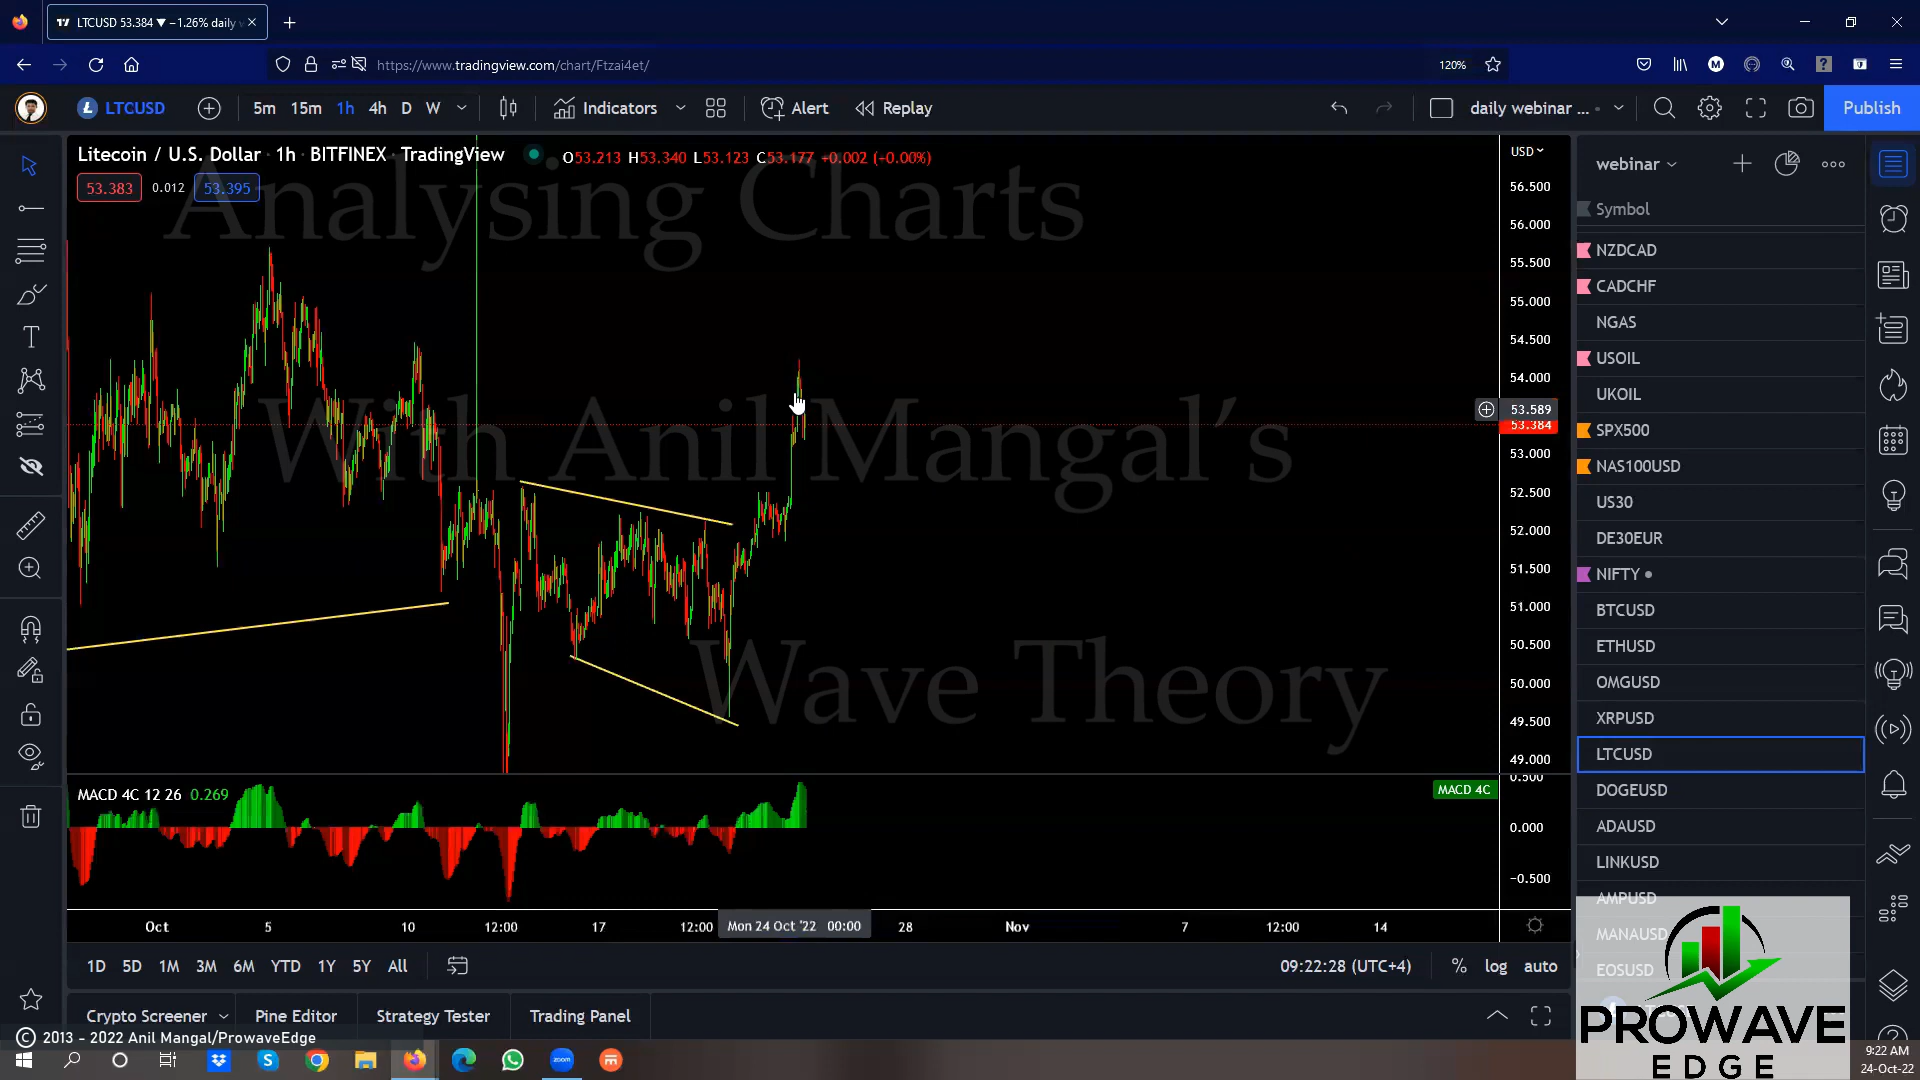 LTCUSD 53.384 ▼ −1.26% daily
https://www.tradingview.com/chart/Ftzai4et/
120%
LTCUSD
5m 15m 1h 4h D W
Indicators
Alert
Replay
daily webinar ...
Publish
Litecoin / U.S. Dollar · 1h · BITFINEX · TradingView
O53.213 H53.340 L53.123 C53.177 +0.002 (+0.00%)
53.383 0.012 53.395
Analysing Charts
With Anil Mangal's
Wave Theory
USD
56.500
56.000
55.500
55.000
54.500
54.000
53.589
53.384
53.000
52.500
52.000
51.500
51.000
50.500
50.000
49.500
49.000
MACD 4C 12 26 0.269
MACD 4C
0.500
0.000
−0.500
Oct 5 10 12:00 17 12:00 Mon 24 Oct '22 00:00 28 Nov 7 12:00 14
1D 5D 1M 3M 6M YTD 1Y 5Y All
09:22:28 (UTC+4)
% log auto
Crypto Screener
Pine Editor
Strategy Tester
Trading Panel
webinar
Symbol
NZDCAD
CADCHF
NGAS
USOIL
UKOIL
SPX500
NAS100USD
US30
DE30EUR
NIFTY
BTCUSD
ETHUSD
OMGUSD
XRPUSD
LTCUSD
DOGEUSD
ADAUSD
LINKUSD
AMPUSD
MANAUSD
EOSUSD
PROWAVE
EDGE
© 2013 - 2022 Anil Mangal/ProwaveEdge
zoom
9:22 AM
24-Oct-22